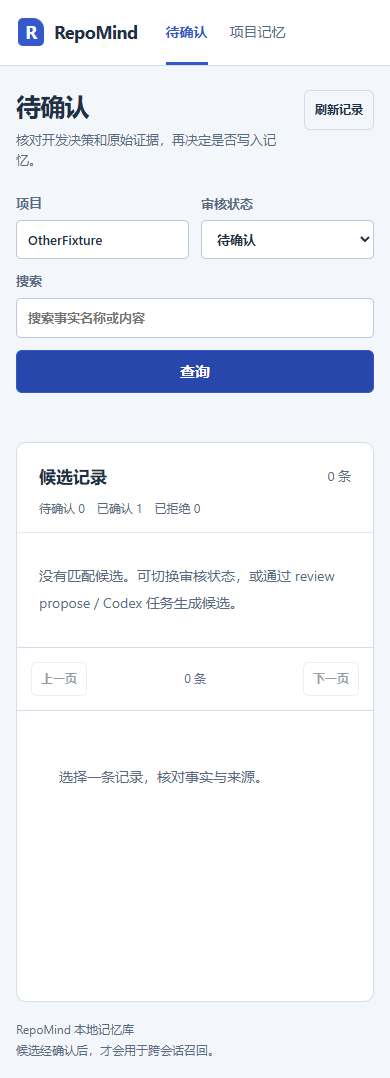 R RepoMind 待确认 项目记忆
待确认
刷新记录
核对开发决策和原始证据，再决定是否写入记
忆。
项目 审核状态
OtherFixture 待确认
搜索
搜索事实名称或内容
查询
候选记录 0 条
待确认 0 已确认 1 已拒绝 0
没有匹配候选。可切换审核状态，或通过 review
propose / Codex 任务生成候选。
上一页 0 条 下一页
选择一条记录，核对事实与来源。
RepoMind 本地记忆库
候选经确认后，才会用于跨会话召回。